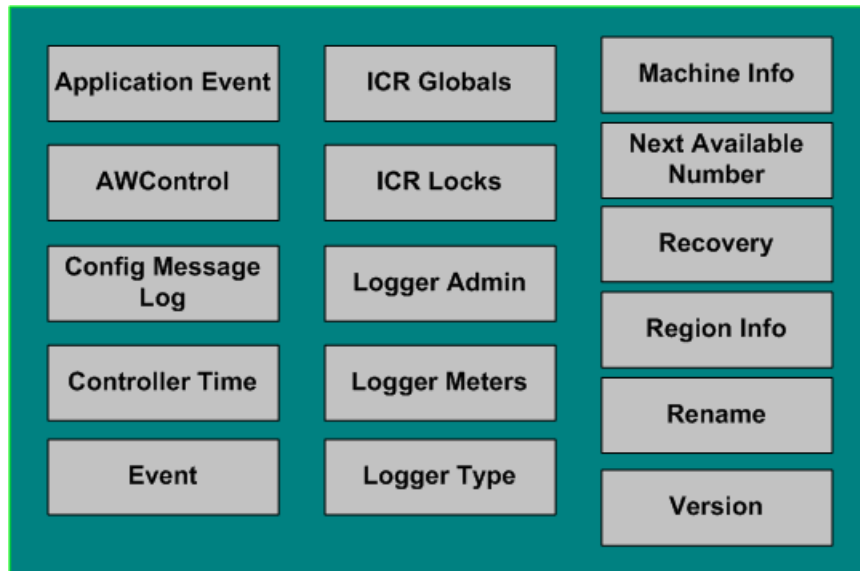 Application Event
AWControl
Config Message
Log
Controller Time
Event
ICR Globals
ICR Locks
Logger Admin
Logger Meters
Logger Type
Machine Info
Next Available
Number
Recovery
Region Info
Rename
Version